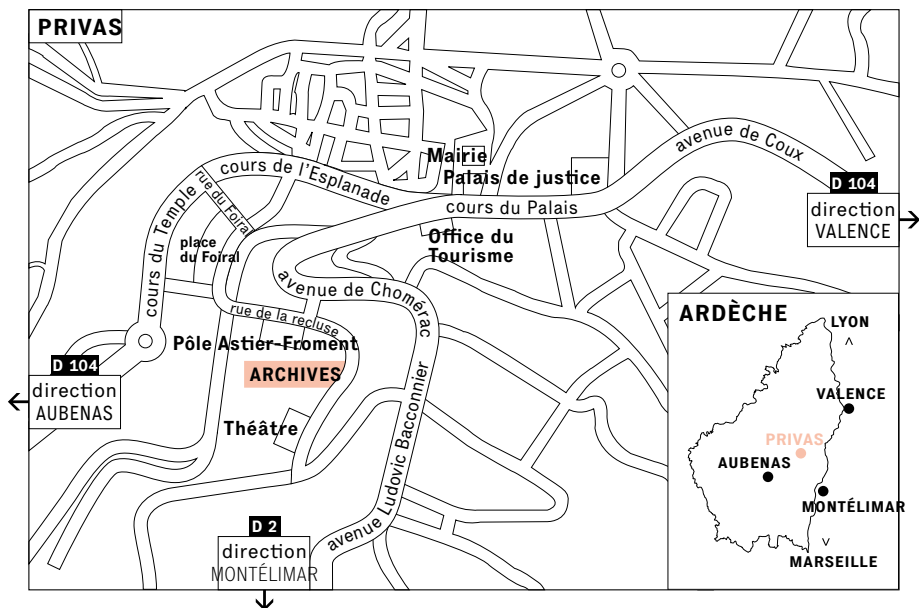 PRIVAS
avenue de Coux
Mairie
Palais de justice
cours de l'Esplanade
cours du Palais
D 104
direction
VALENCE
rue du Foiral
cours du Temple
place
du Foiral
Office du
Tourisme
avenue de Chomérac
rue de la recluse
Pôle Astier-Froment
ARCHIVES
D 104
direction
AUBENAS
Théâtre
avenue Ludovic Bacconnier
D 2
direction
MONTÉLIMAR
ARDÈCHE
LYON
VALENCE
PRIVAS
AUBENAS
MONTÉLIMAR
MARSEILLE